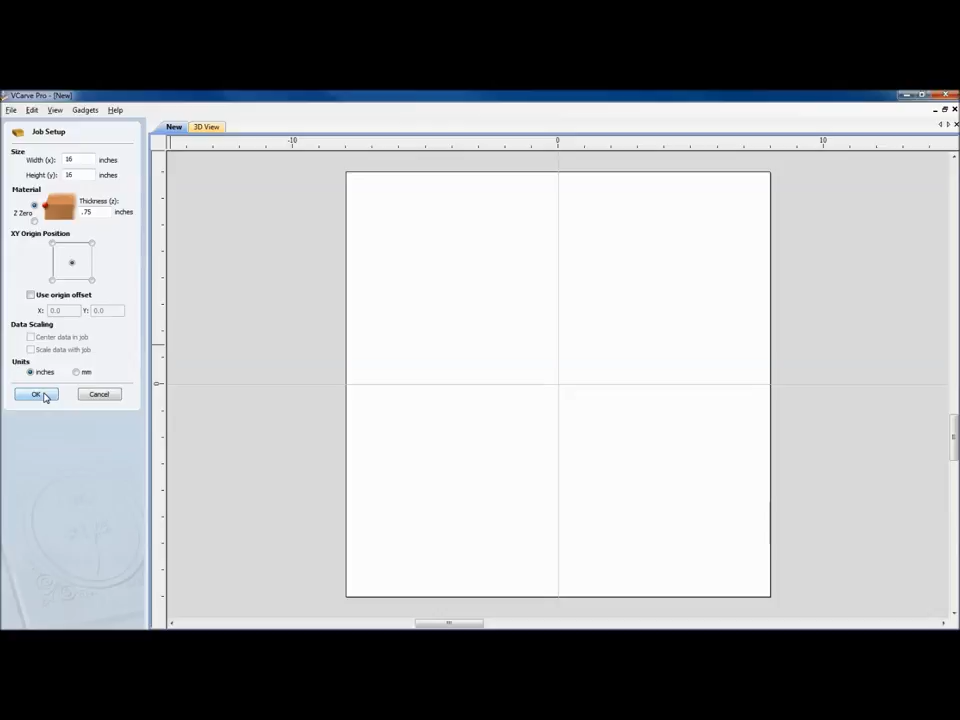 VCarve Pro - [New]
File Edit View Gadgets Help
New 3D View
Job Setup
-10 0 10
Size
Width (x): 16 inches
Height (y): 16 inches
Material
Thickness (z):
Z Zero .75 inches
XY Origin Position
Use origin offset
X: 0.0 Y: 0.0
Data Scaling
Center data in job
Scale data with job
Units
inches mm
0
OK Cancel